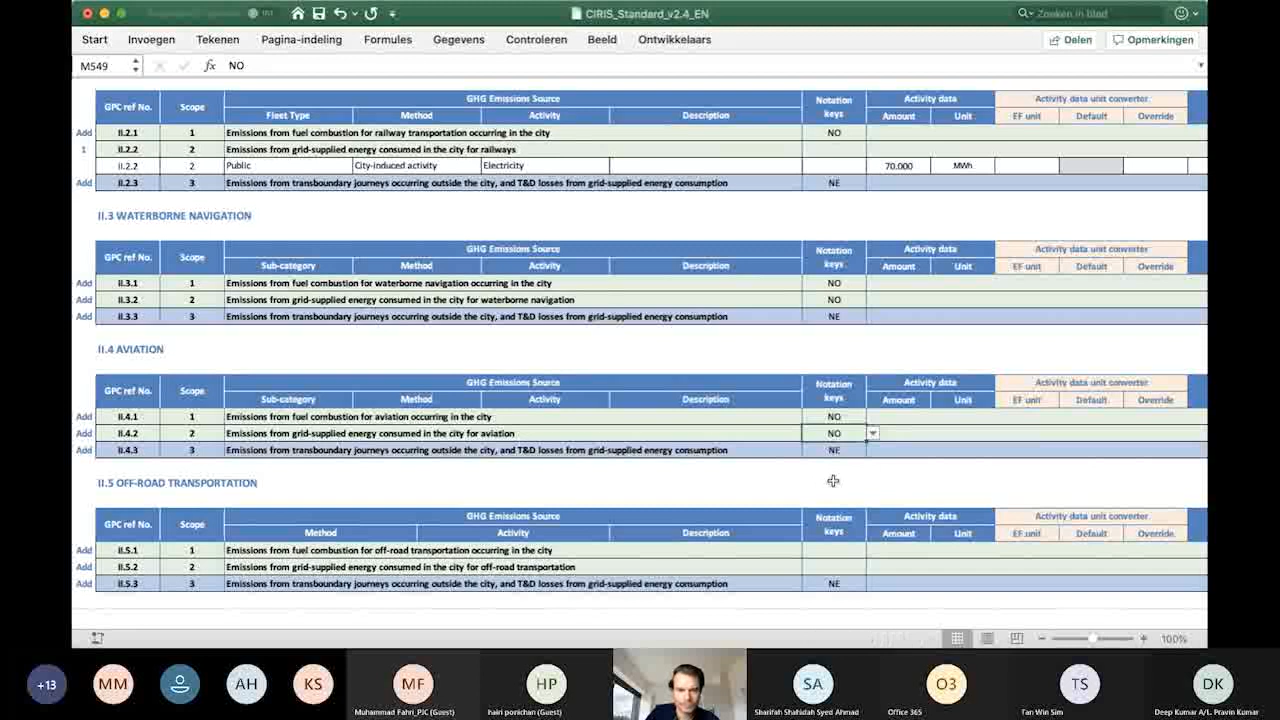 CIRIS_Standard_v2.4_EN
Zoeken in blad
Start Invoegen Tekenen Pagina-indeling Formules Gegevens Controleren Beeld Ontwikkelaars Delen Opmerkingen
M549 fx NO
GPC ref No. Scope GHG Emissions Source Notation keys Activity data Activity data unit converter
Fleet Type Method Activity Description Amount Unit EF unit Default Override
Add II.2.1 1 Emissions from fuel combustion for railway transportation occurring in the city NO
1 II.2.2 2 Emissions from grid-supplied energy consumed in the city for railways
II.2.2 2 Public City-induced activity Electricity 70.000 MWh
Add II.2.3 3 Emissions from transboundary journeys occurring outside the city, and T&D losses from grid-supplied energy consumption NE
II.3 WATERBORNE NAVIGATION
GPC ref No. Scope GHG Emissions Source Notation keys Activity data Activity data unit converter
Sub-category Method Activity Description Amount Unit EF unit Default Override
Add II.3.1 1 Emissions from fuel combustion for waterborne navigation occurring in the city NO
Add II.3.2 2 Emissions from grid-supplied energy consumed in the city for waterborne navigation NO
Add II.3.3 3 Emissions from transboundary journeys occurring outside the city, and T&D losses from grid-supplied energy consumption NE
II.4 AVIATION
GPC ref No. Scope GHG Emissions Source Notation keys Activity data Activity data unit converter
Sub-category Method Activity Description Amount Unit EF unit Default Override
Add II.4.1 1 Emissions from fuel combustion for aviation occurring in the city NO
Add II.4.2 2 Emissions from grid-supplied energy consumed in the city for aviation NO
Add II.4.3 3 Emissions from transboundary journeys occurring outside the city, and T&D losses from grid-supplied energy consumption NE
II.5 OFF-ROAD TRANSPORTATION
GPC ref No. Scope GHG Emissions Source Notation keys Activity data Activity data unit converter
Method Activity Description Amount Unit EF unit Default Override
Add II.5.1 1 Emissions from fuel combustion for off-road transportation occurring in the city
Add II.5.2 2 Emissions from grid-supplied energy consumed in the city for off-road transportation
Add II.5.3 3 Emissions from transboundary journeys occurring outside the city, and T&D losses from grid-supplied energy consumption NE
100%
+13 MM AH KS MF HP SA O3 TS DK
Muhammad Fahri_PJC (Guest) hairi ponichan (Guest) Sharifah Shahidah Syed Ahmad Office 365 Tan Win Sim Deep Kumar A/L. Pravin Kumar